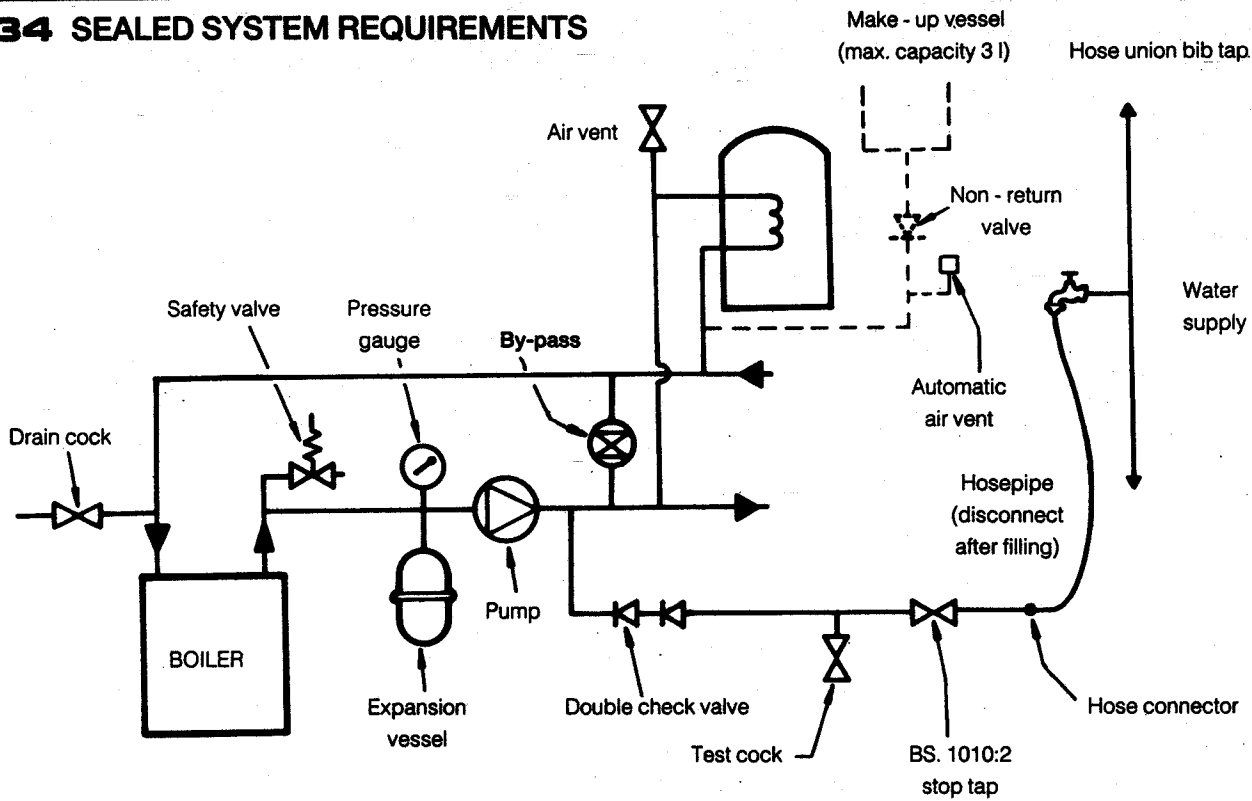 34 SEALED SYSTEM REQUIREMENTS
Make - up vessel
(max. capacity 3 l)
Hose union bib tap
Air vent
Non - return
valve
Safety valve
Pressure
gauge
By-pass
Water
supply
Automatic
air vent
Drain cock
Hosepipe
(disconnect
after filling)
Pump
BOILER
Expansion
vessel
Double check valve
Hose connector
Test cock
BS. 1010:2
stop tap